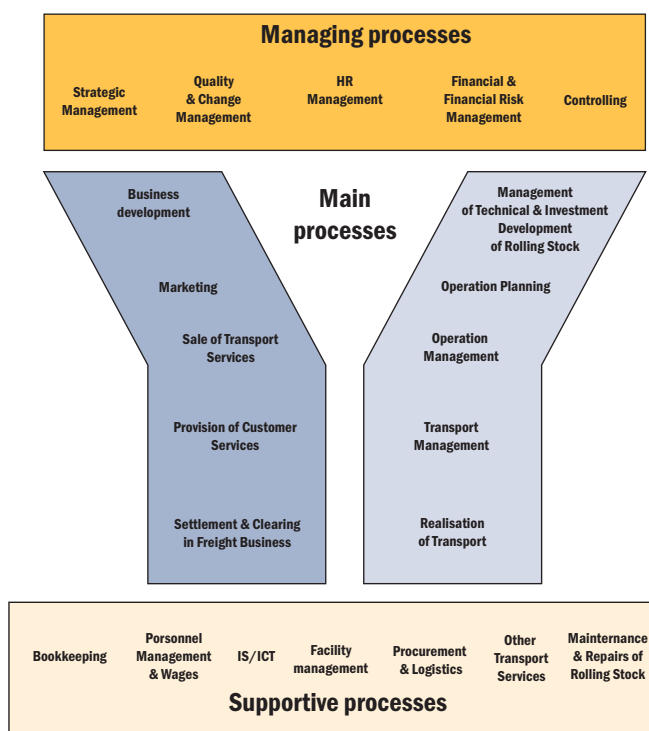 Managing processes
Strategic
Management
Quality
& Change
Management
HR
Management
Financial &
Financial Risk
Management
Controlling
Main
processes
Business
development
Marketing
Sale of Transport
Services
Provision of Customer
Services
Settlement & Clearing
in Freight Business
Management
of Technical & Investment
Development
of Rolling Stock
Operation Planning
Operation
Management
Transport
Management
Realisation
of Transport
Bookkeeping
Personnel
Management
& Wages
IS/ICT
Facility
management
Procurement
& Logistics
Other
Transport
Services
Mainternance
& Repairs of
Rolling Stock
Supportive processes